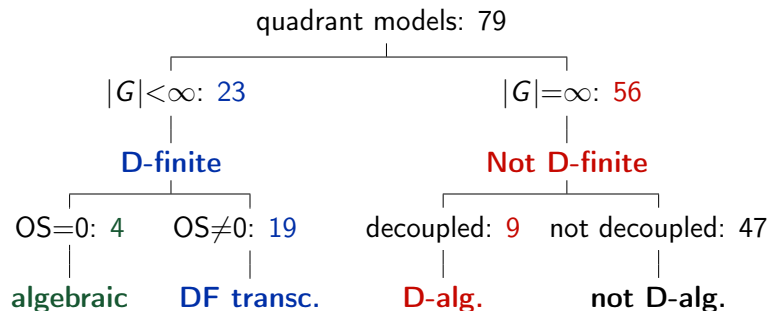 quadrant models: 79
|G|<∞: 23 |G|=∞: 56
D-finite Not D-finite
OS=0: 4 OS≠0: 19 decoupled: 9 not decoupled: 47
algebraic DF transc. D-alg. not D-alg.